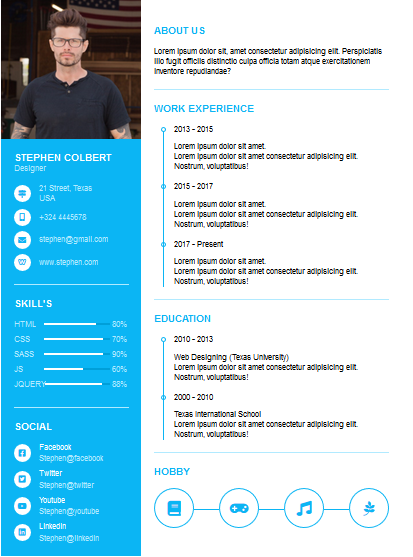 STEPHEN COLBERT
Designer
21 Street, Texas
USA
+324 4445678
stephen@gmail.com
www.stephen.com
SKILL'S
HTML 80%
CSS 70%
SASS 90%
JS 60%
JQUERY 88%
SOCIAL
Facebook
Stephen@facebook
Twitter
Stephen@twitter
Youtube
Stephen@youtube
Linkedin
Stephen@linkedin
ABOUT US
Lorem ipsum dolor sit, amet consectetur adipisicing elit. Perspiciatis
illo fugit officiis distinctio culpa officia totam atque exercitationem
inventore repudiandae?
WORK EXPERIENCE
2013 - 2015
Lorem ipsum dolor sit amet.
Lorem ipsum dolor sit amet consectetur adipisicing elit.
Nostrum, voluptatibus!
2015 - 2017
Lorem ipsum dolor sit amet.
Lorem ipsum dolor sit amet consectetur adipisicing elit.
Nostrum, voluptatibus!
2017 - Present
Lorem ipsum dolor sit amet.
Lorem ipsum dolor sit amet consectetur adipisicing elit.
Nostrum, voluptatibus!
EDUCATION
2010 - 2013
Web Designing (Texas University)
Lorem ipsum dolor sit amet consectetur adipisicing elit.
Nostrum, voluptatibus!
2000 - 2010
Texas International School
Lorem ipsum dolor sit amet consectetur adipisicing elit.
Nostrum, voluptatibus!
HOBBY